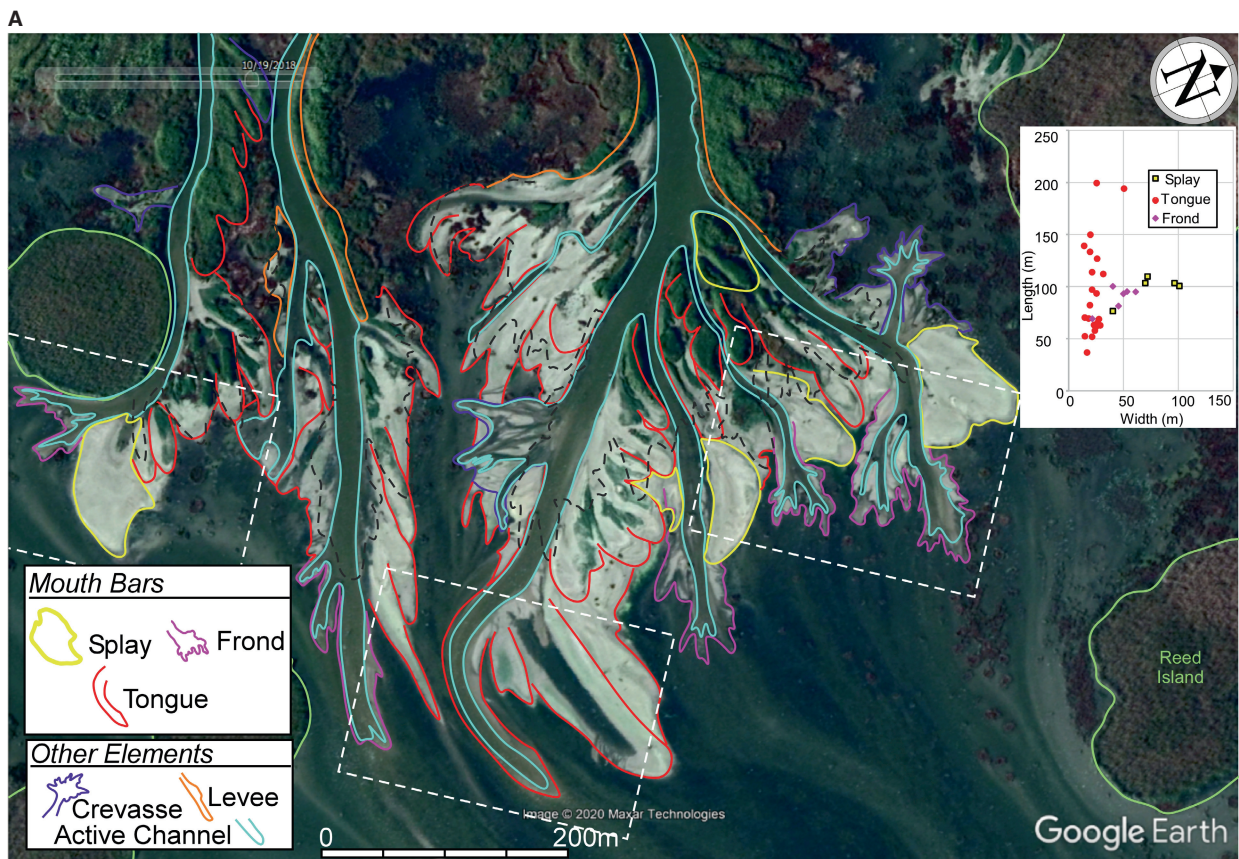 A
10/19/2018
N
250
200
150
100
50
0
Length (m)
Splay
Tongue
Frond
0
50
100
150
Width (m)
Reed
Island
Mouth Bars
Splay
Frond
Tongue
Other Elements
Crevasse
Levee
Active Channel
Image © 2020 Maxar Technologies
0
200m
Google Earth